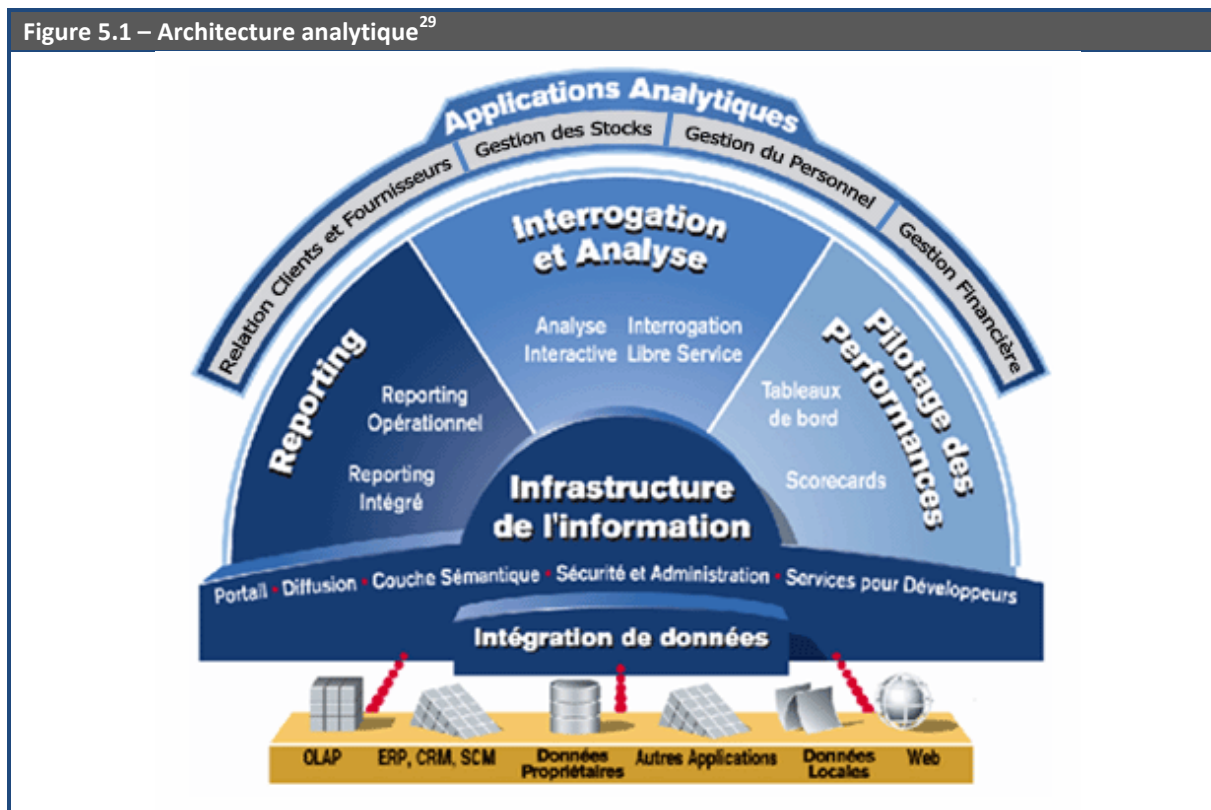 Figure 5.1 – Architecture analytique29
Applications Analytiques
Relation Clients et Fournisseurs
Gestion des Stocks
Gestion du Personnel
Gestion Financière
Reporting
Reporting
Opérationnel
Reporting
Intégré
Interrogation
et Analyse
Analyse
Interactive
Interrogation
Libre Service
Pilotage des
Performances
Tableaux
de bord
Scorecards
Infrastructure
de l'information
Portail • Diffusion • Couche Sémantique • Sécurité et Administration • Services pour Développeurs
Intégration de données
OLAP
ERP, CRM, SCM
Données
Propriétaires
Autres Applications
Données
Locales
Web